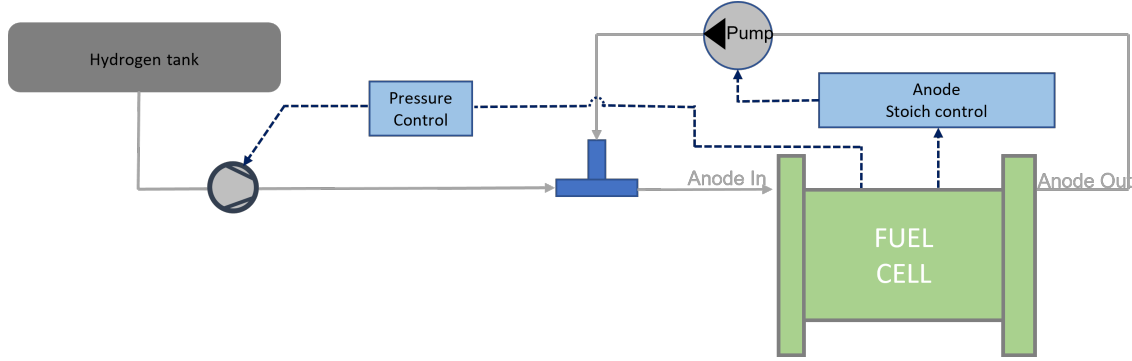 Hydrogen tank
Pump
Pressure
Control
Anode
Stoich control
Anode In
Anode Out
FUEL
CELL